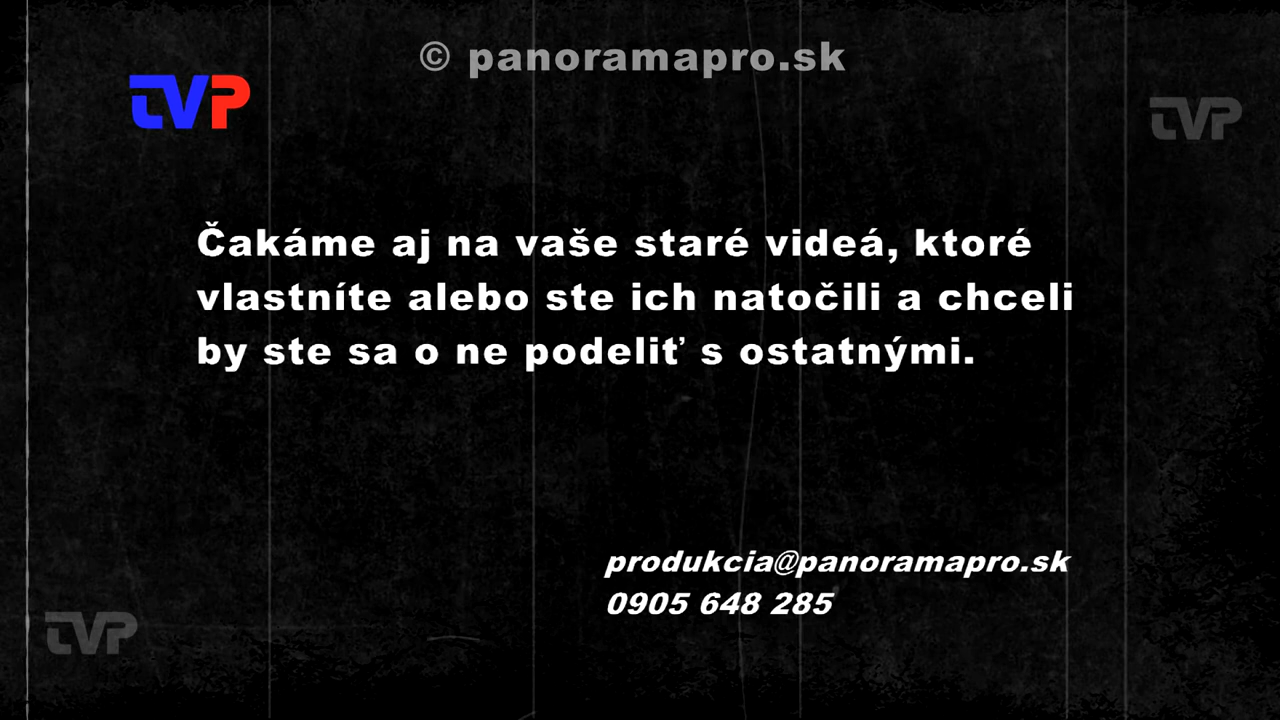 © panoramapro.sk
TVP
TVP
Čakáme aj na vaše staré videá, ktoré
vlastníte alebo ste ich natočili a chceli
by ste sa o ne podeliť s ostatnými.
produkcia@panoramapro.sk
0905 648 285
TVP